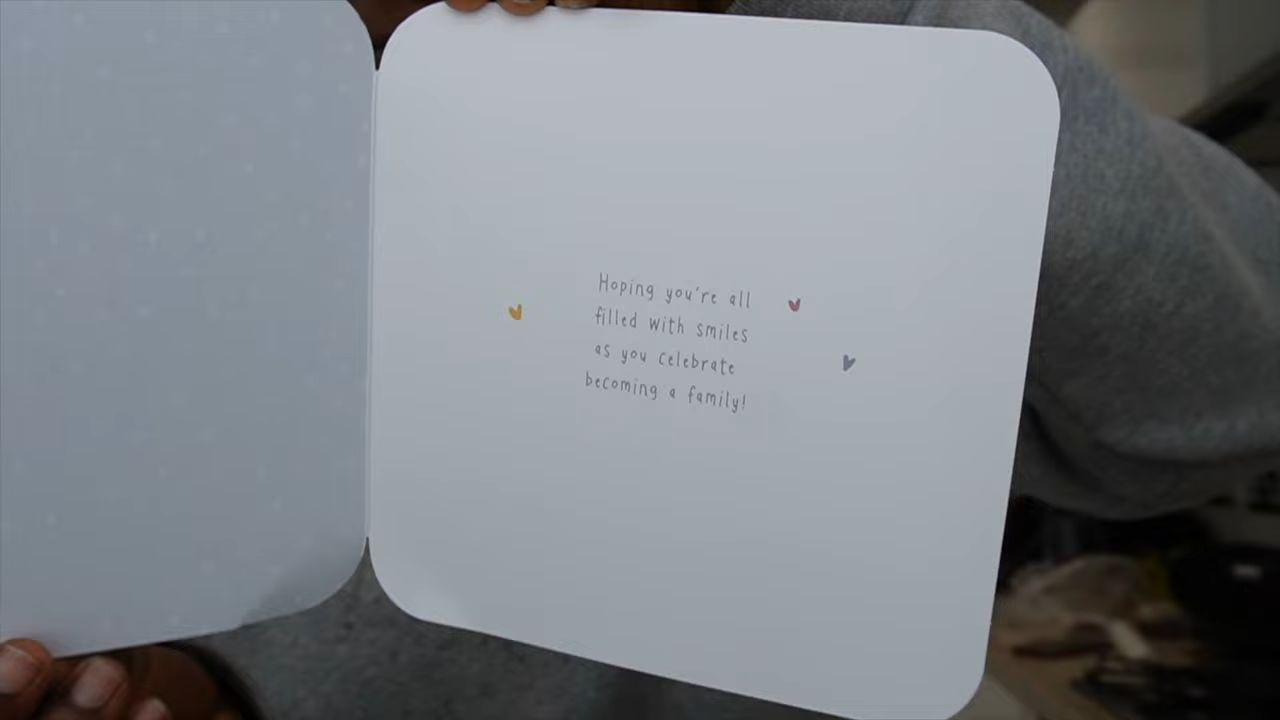 Hoping you're all
filled with smiles
as you celebrate
becoming a family!